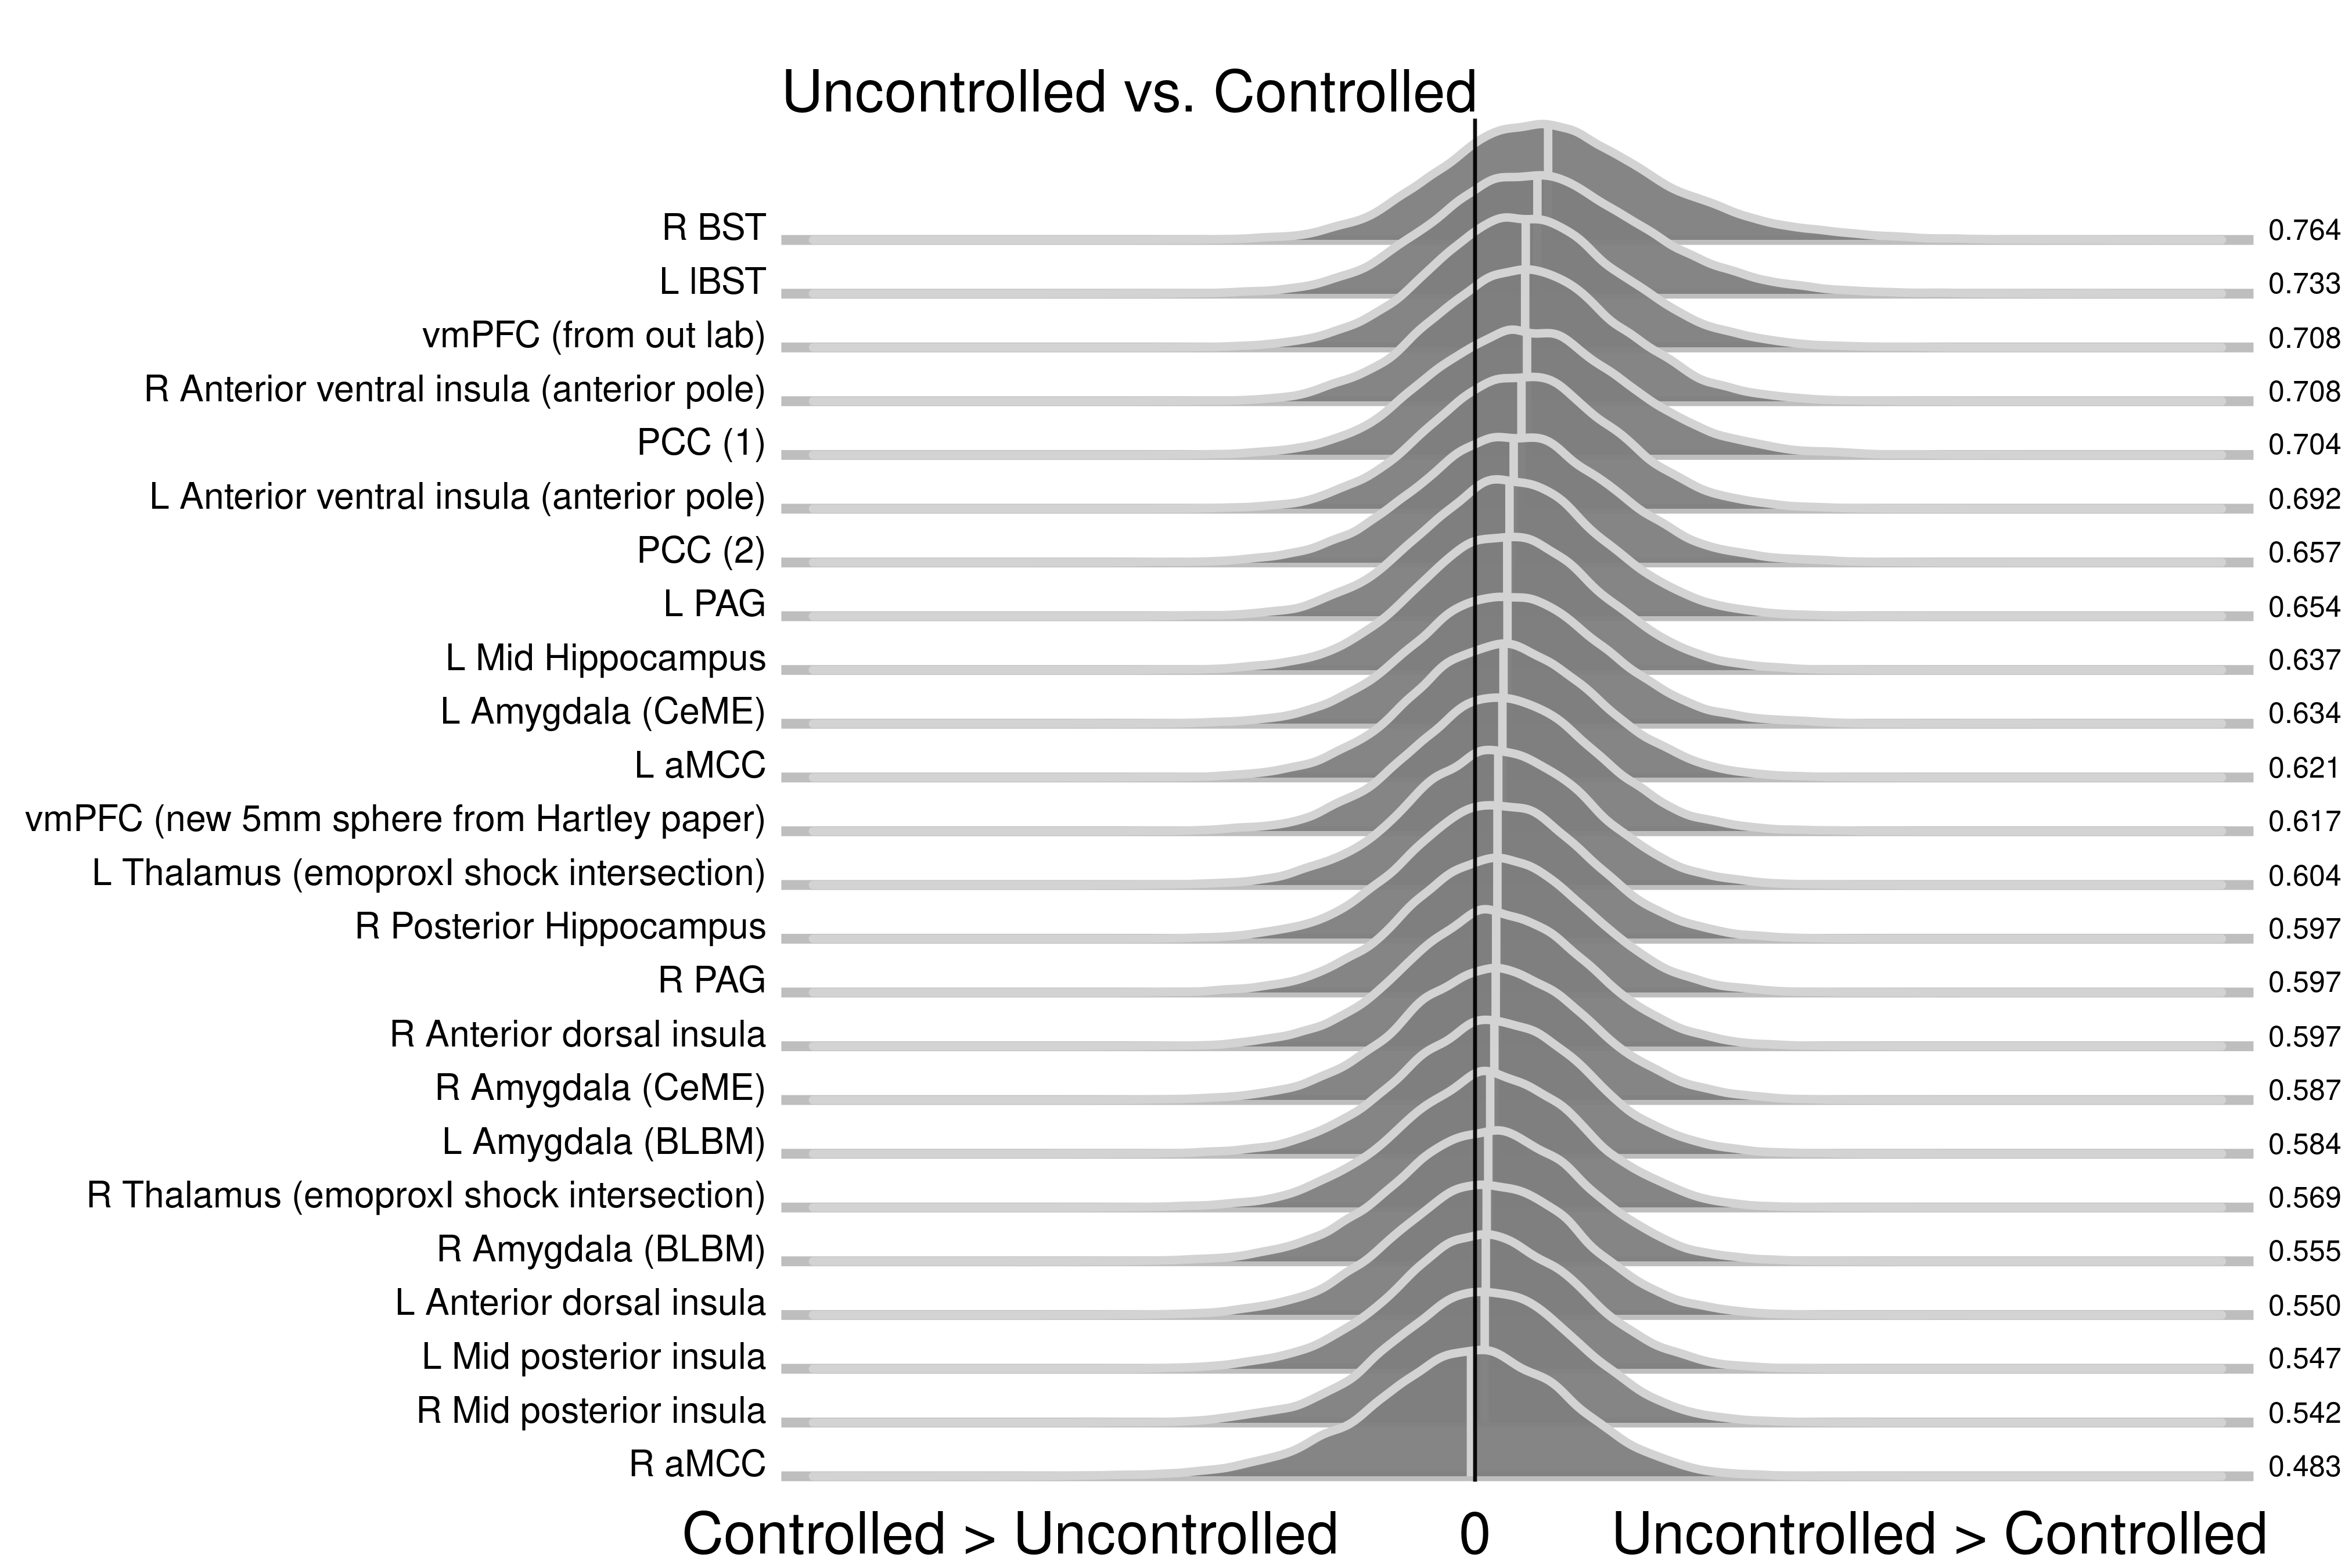 Uncontrolled vs. Controlled
R BST 0.764
L lBST 0.733
vmPFC (from out lab) 0.708
R Anterior ventral insula (anterior pole) 0.708
PCC (1) 0.704
L Anterior ventral insula (anterior pole) 0.692
PCC (2) 0.657
L PAG 0.654
L Mid Hippocampus 0.637
L Amygdala (CeME) 0.634
L aMCC 0.621
vmPFC (new 5mm sphere from Hartley paper) 0.617
L Thalamus (emoproxI shock intersection) 0.604
R Posterior Hippocampus 0.597
R PAG 0.597
R Anterior dorsal insula 0.597
R Amygdala (CeME) 0.587
L Amygdala (BLBM) 0.584
R Thalamus (emoproxI shock intersection) 0.569
R Amygdala (BLBM) 0.555
L Anterior dorsal insula 0.550
L Mid posterior insula 0.547
R Mid posterior insula 0.542
R aMCC 0.483
Controlled > Uncontrolled 0 Uncontrolled > Controlled